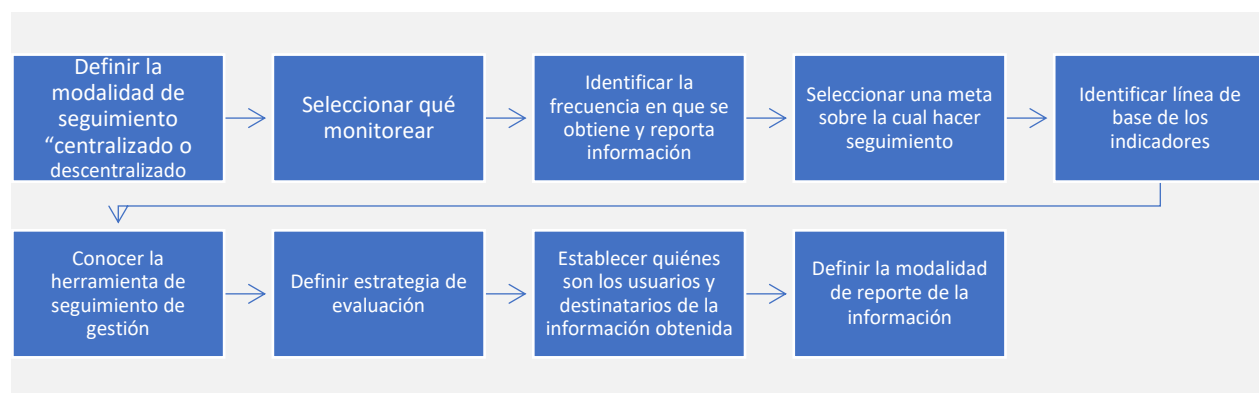 Definir la
modalidad de
seguimiento
“centralizado o
descentralizado
Seleccionar qué
monitorear
Identificar la
frecuencia en que se
obtiene y reporta
información
Seleccionar una meta
sobre la cual hacer
seguimiento
Identificar línea de
base de los
indicadores
Conocer la
herramienta de
seguimiento de
gestión
Definir estrategia de
evaluación
Establecer quiénes
son los usuarios y
destinatarios de la
información obtenida
Definir la modalidad
de reporte de la
información